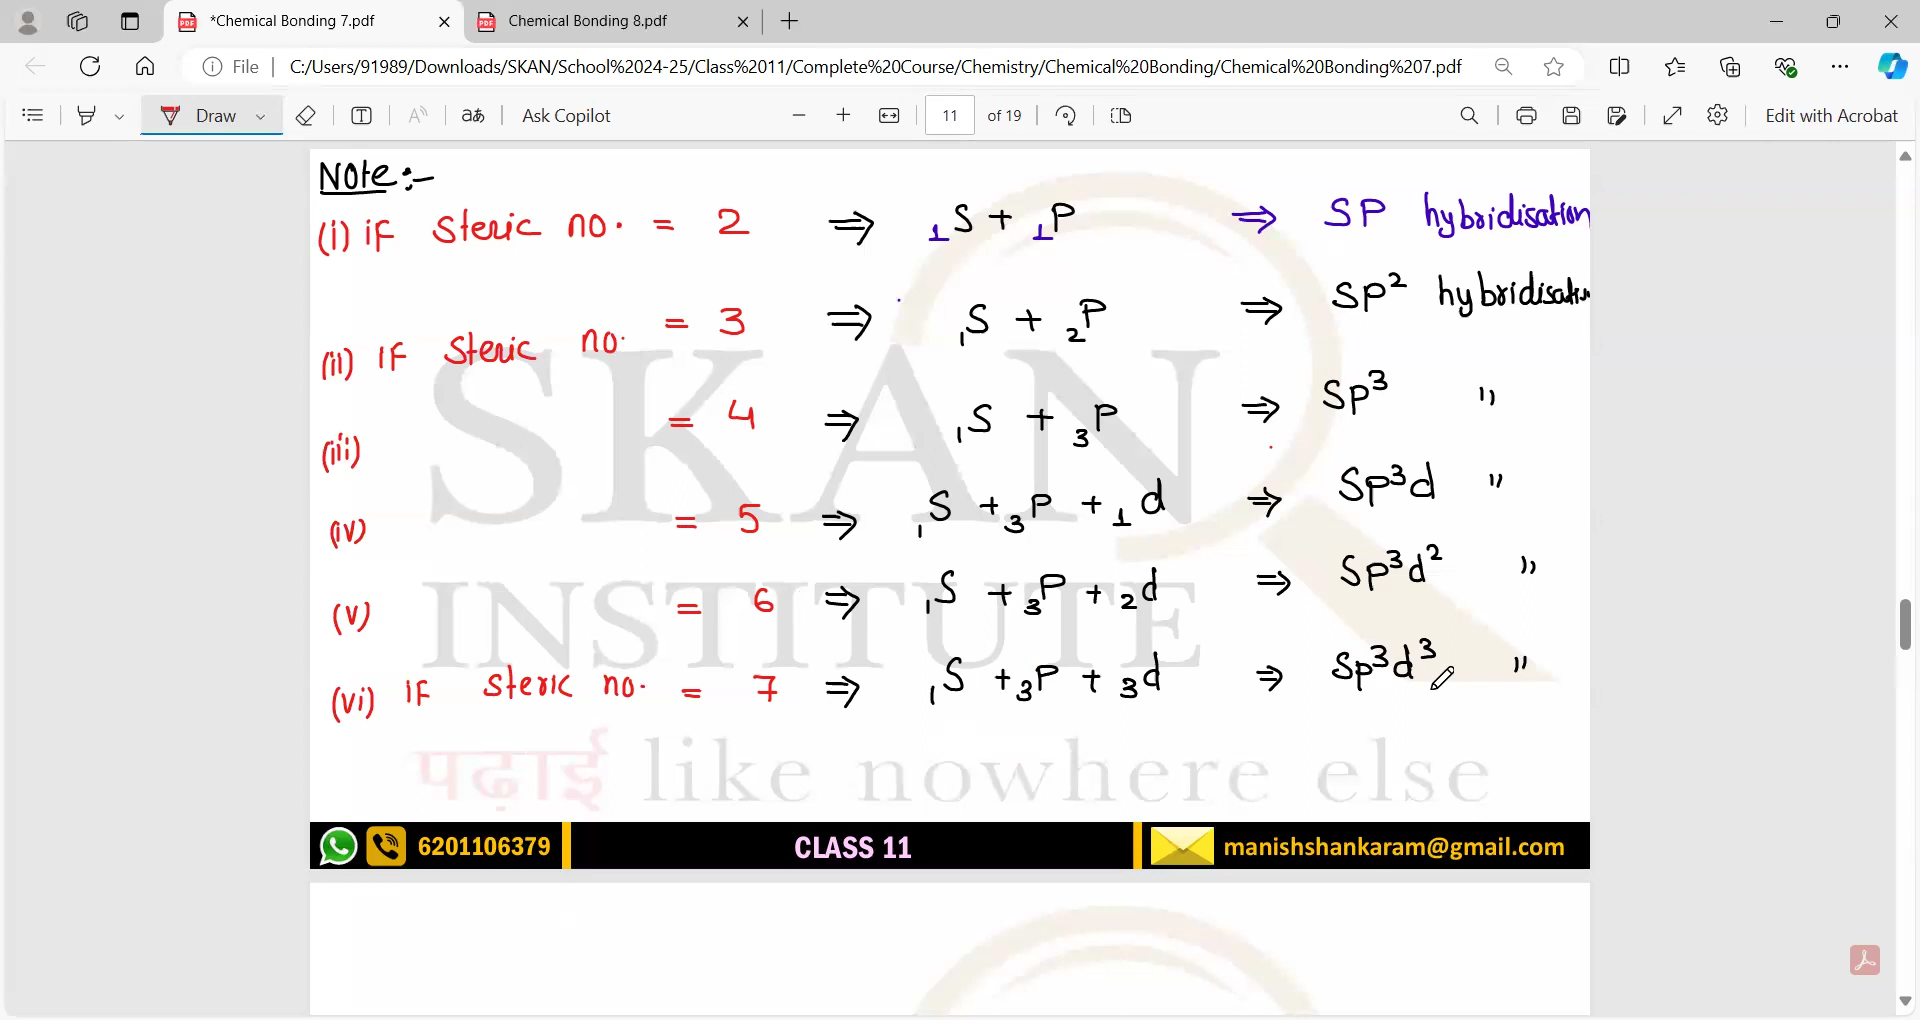 *Chemical Bonding 7.pdf
Chemical Bonding 8.pdf
File
C:/Users/91989/Downloads/SKAN/School%2024-25/Class%2011/Complete%20Course/Chemistry/Chemical%20Bonding/Chemical%20Bonding%207.pdf
Draw
aあ
Ask Copilot
11 of 19
Edit with Acrobat
Note :-
(i) if steric no. = 2 ⇒ 1S + 1P ⇒ SP hybridisation
(ii) if steric no. = 3 ⇒ 1S + 2P ⇒ SP² hybridisation
(iii) = 4 ⇒ 1S + 3P ⇒ Sp³ "
(iv) = 5 ⇒ 1S + 3P + 1d ⇒ Sp³d "
(v) = 6 ⇒ 1S + 3P + 2d ⇒ Sp³d² "
(vi) if steric no. = 7 ⇒ 1S + 3P + 3d ⇒ Sp³d³ "
SKAN
INSTITUTE
पढ़ाई like nowhere else
6201106379
CLASS 11
manishshankaram@gmail.com